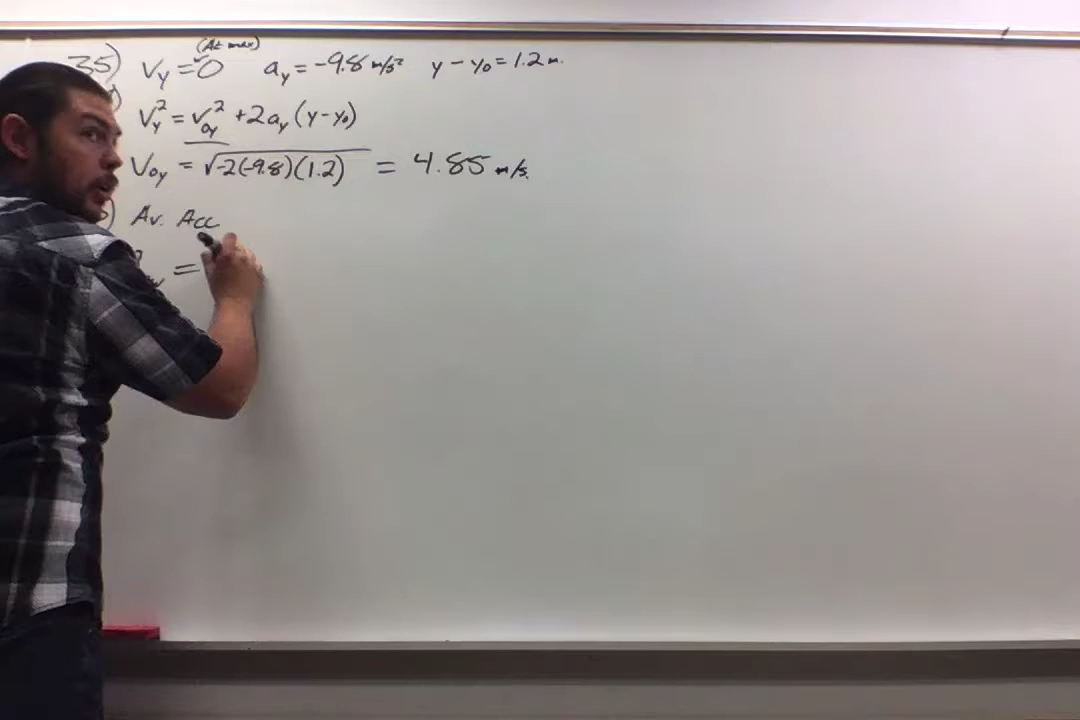 35) Vy = 0 (At max) ay = -9.8 m/s² y - y₀ = 1.2 m.
) Vy² = v₀y² + 2ay (y - y₀)
V₀y = √-2(-9.8)(1.2) = 4.85 m/s.
) Av. Acc
=